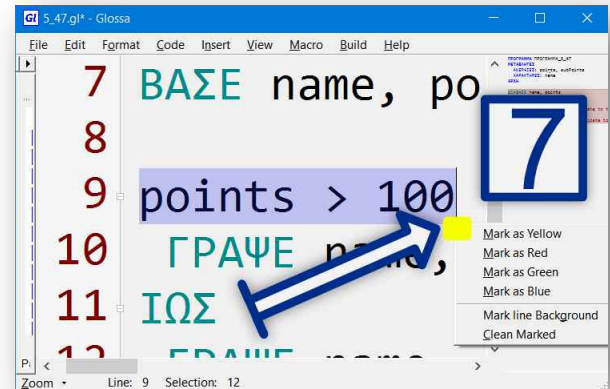 Gl 5_47.gl* - Glossa
File Edit Format Code Insert View Macro Build Help
7 ΒΑΣΕ name, po
8
9 points > 100
10 ΓΡΑΨΕ name,
11 ΙΩΣ
7
Mark as Yellow
Mark as Red
Mark as Green
Mark as Blue
Mark line Background
Clean Marked
P:
Zoom Line: 9 Selection: 12